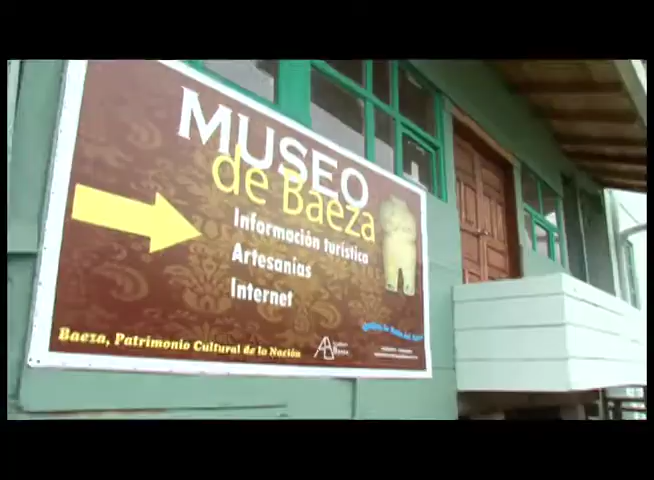 MUSEO
de Baeza
Información turística
Artesanías
Internet
Baeza, Patrimonio Cultural de la Nación